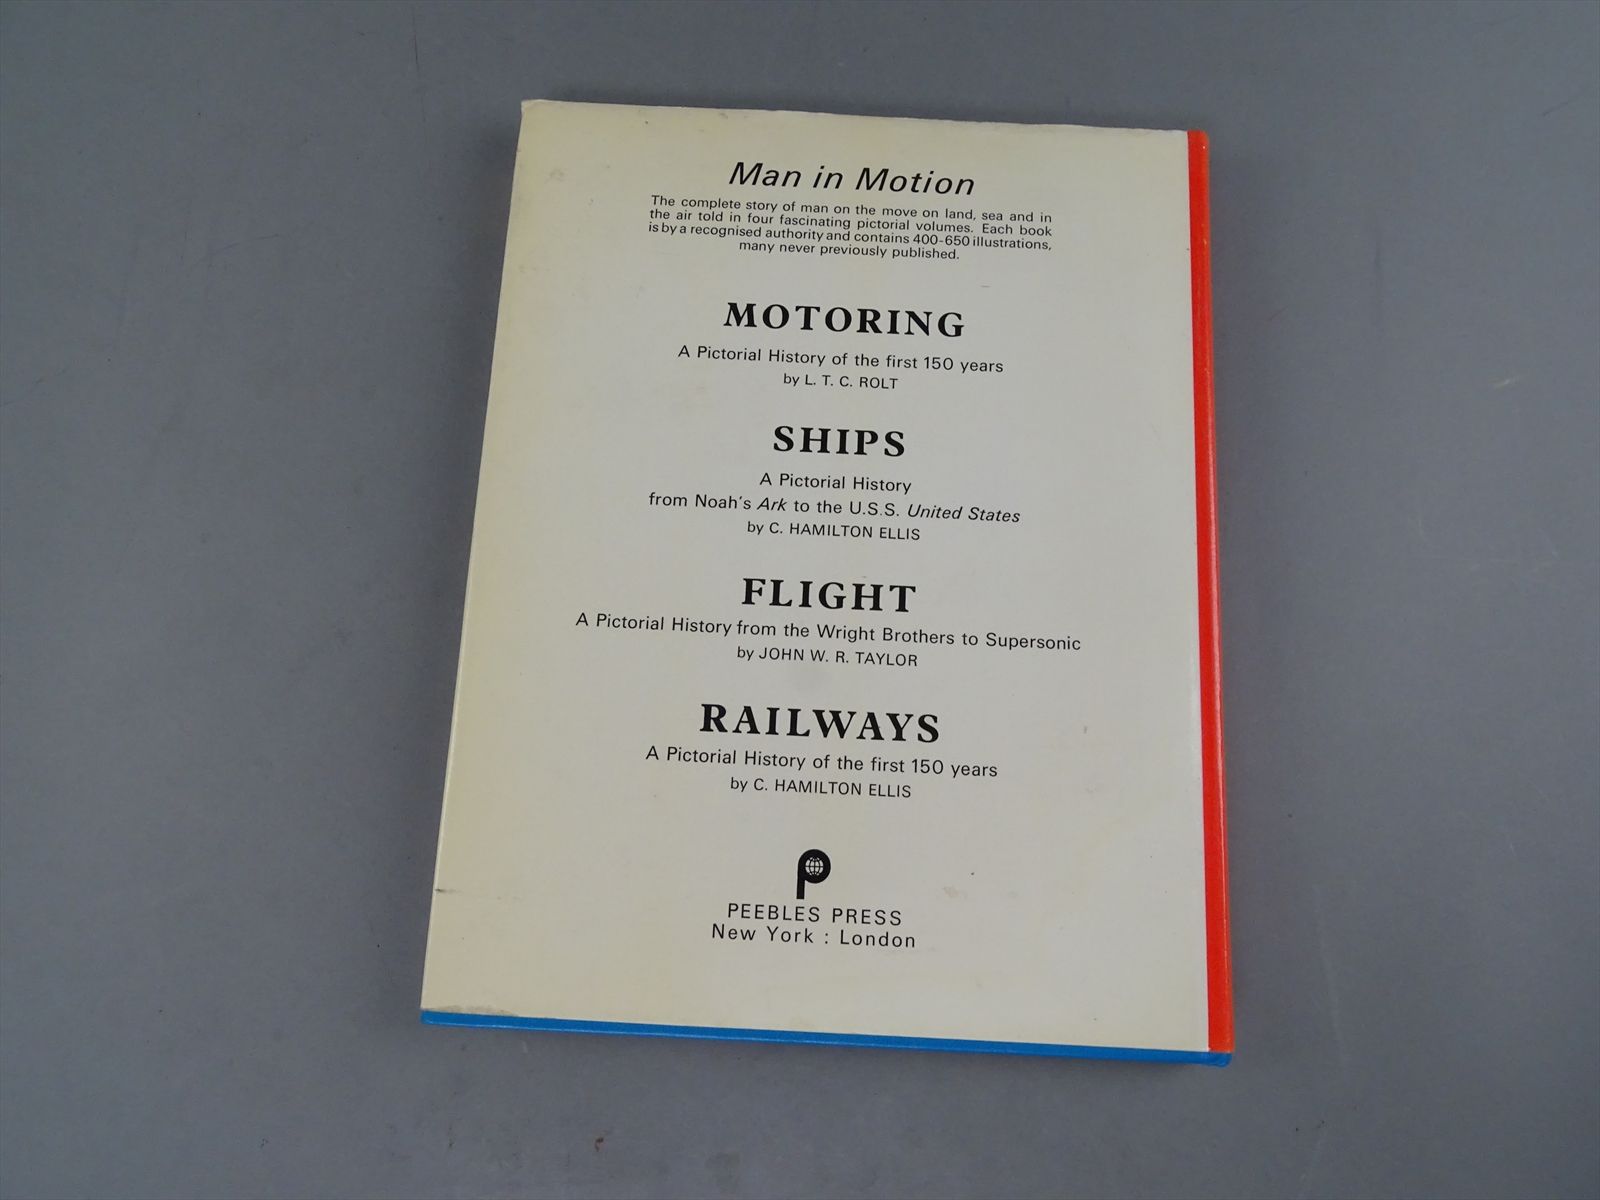 Man in Motion
The complete story of man on the move on land, sea and in
the air told in four fascinating pictorial volumes. Each book
is by a recognised authority and contains 400-650 illustrations,
many never previously published.
MOTORING
A Pictorial History of the first 150 years
by L. T. C. ROLT
SHIPS
A Pictorial History
from Noah's Ark to the U.S.S. United States
by C. HAMILTON ELLIS
FLIGHT
A Pictorial History from the Wright Brothers to Supersonic
by JOHN W. R. TAYLOR
RAILWAYS
A Pictorial History of the first 150 years
by C. HAMILTON ELLIS
P
PEEBLES PRESS
New York : London